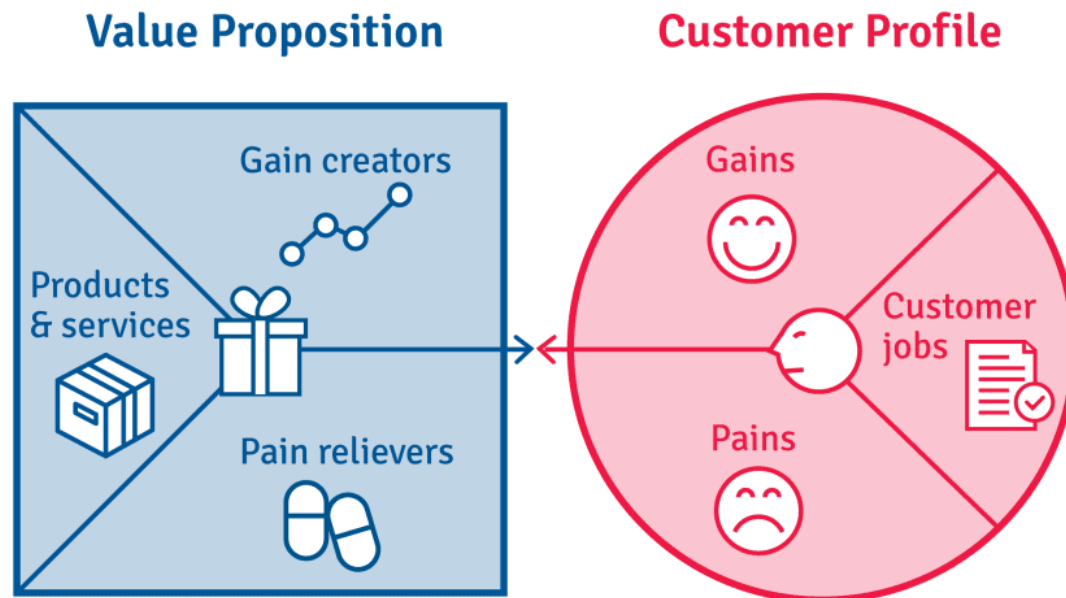 Value Proposition
Customer Profile
Gain creators
Products
& services
Pain relievers
Gains
Customer
jobs
Pains